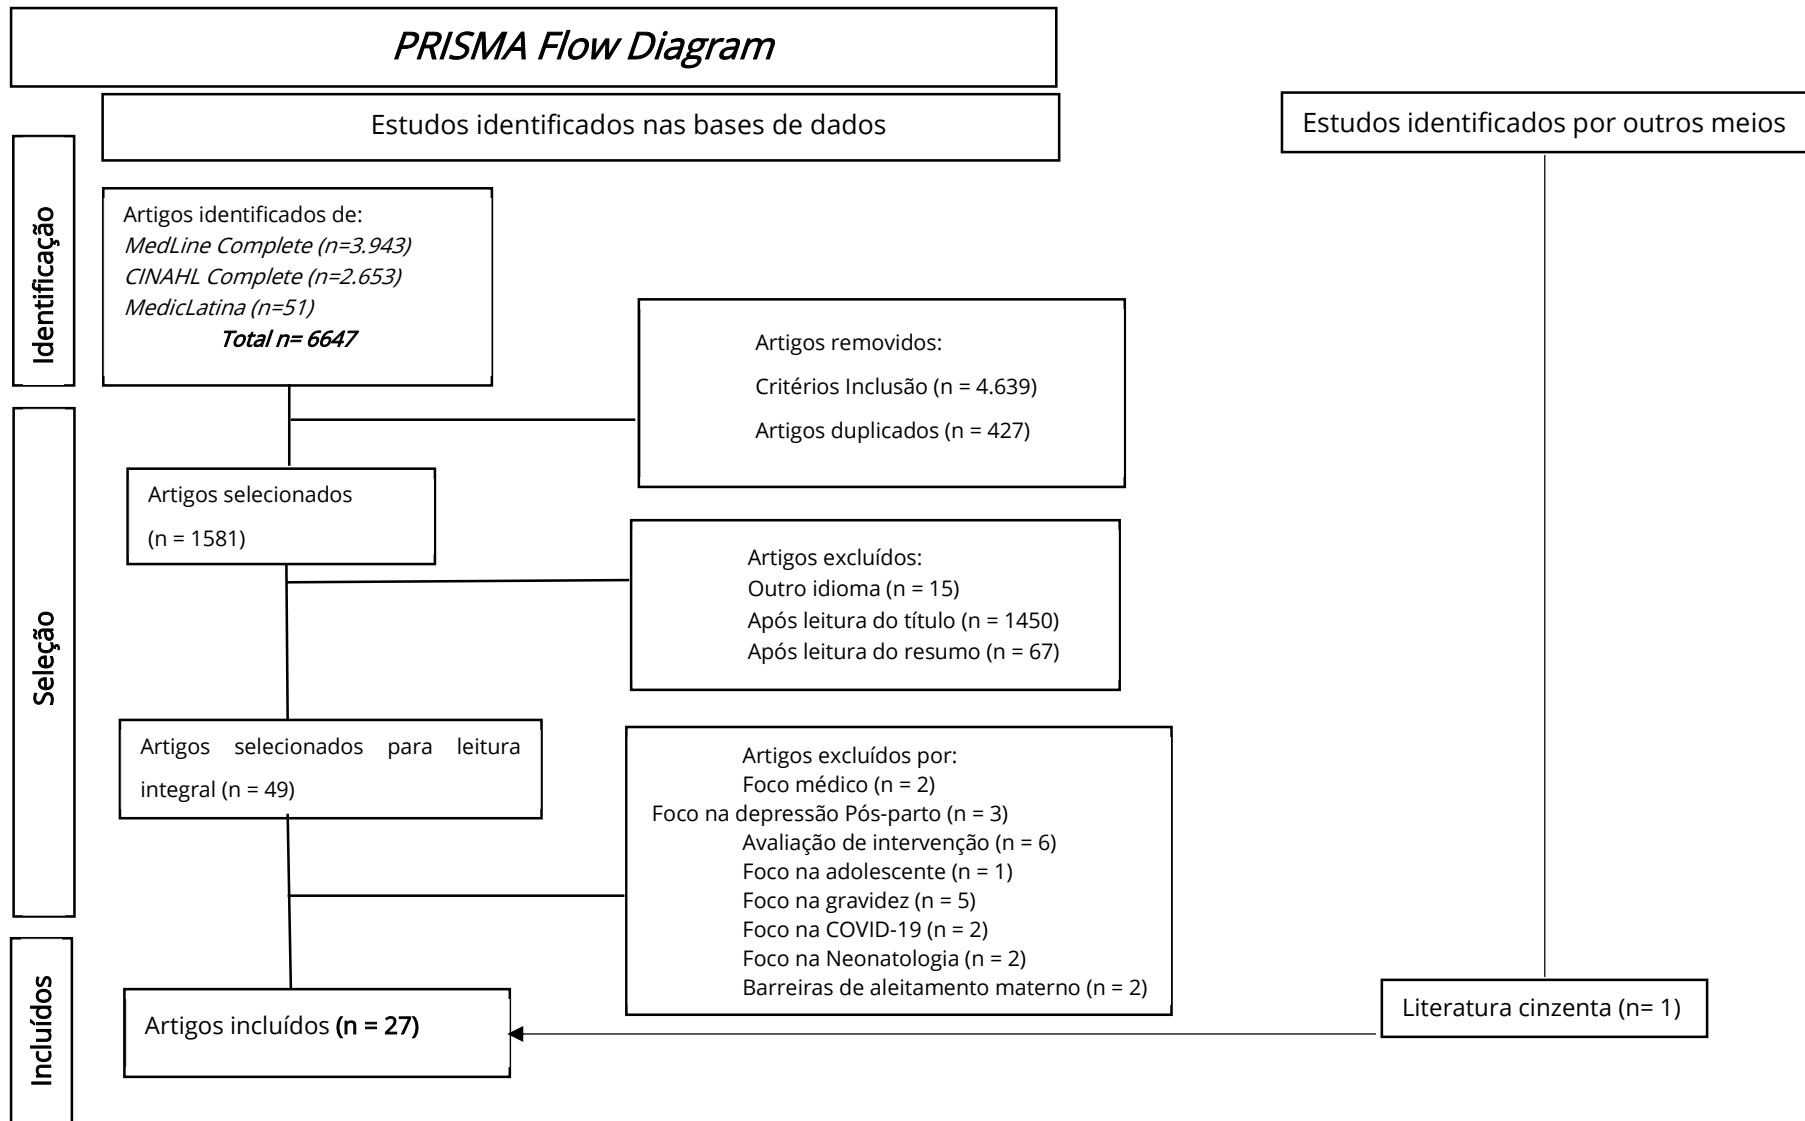 PRISMA Flow Diagram
Estudos identificados nas bases de dados
Estudos identificados por outros meios
Identificação
Artigos identificados de:
MedLine Complete (n=3.943)
CINAHL Complete (n=2.653)
MedicLatina (n=51)
Total n= 6647
Artigos removidos:
Critérios Inclusão (n = 4.639)
Artigos duplicados (n = 427)
Seleção
Artigos selecionados
(n = 1581)
Artigos excluídos:
Outro idioma (n = 15)
Após leitura do título (n = 1450)
Após leitura do resumo (n = 67)
Artigos selecionados para leitura
integral (n = 49)
Artigos excluídos por:
Foco médico (n = 2)
Foco na depressão Pós-parto (n = 3)
Avaliação de intervenção (n = 6)
Foco na adolescente (n = 1)
Foco na gravidez (n = 5)
Foco na COVID-19 (n = 2)
Foco na Neonatologia (n = 2)
Barreiras de aleitamento materno (n = 2)
Incluídos
Artigos incluídos (n = 27)
Literatura cinzenta (n= 1)